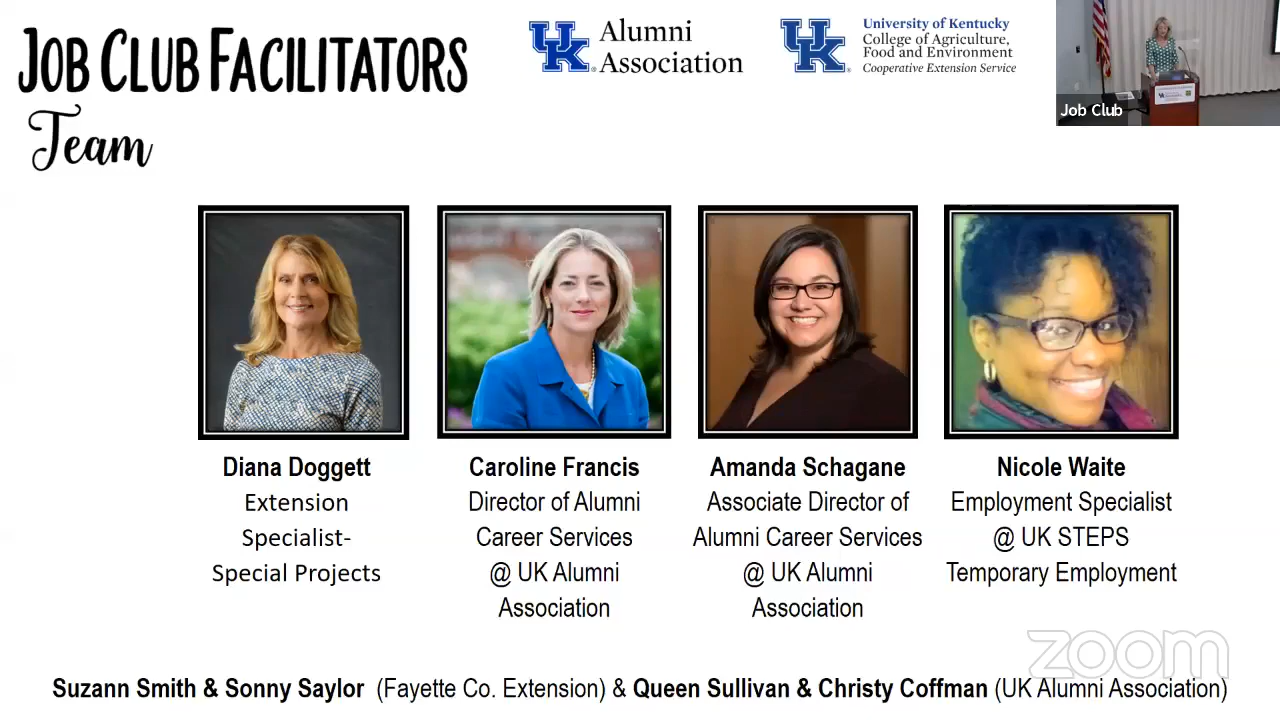 JOB CLUB FACILITATORS
Team
UK Alumni
Association
UK University of Kentucky
College of Agriculture,
Food and Environment
Cooperative Extension Service
Job Club
Diana Doggett
Extension
Specialist-
Special Projects
Caroline Francis
Director of Alumni
Career Services
@ UK Alumni
Association
Amanda Schagane
Associate Director of
Alumni Career Services
@ UK Alumni
Association
Nicole Waite
Employment Specialist
@ UK STEPS
Temporary Employment
zoom
Suzann Smith & Sonny Saylor (Fayette Co. Extension) & Queen Sullivan & Christy Coffman (UK Alumni Association)